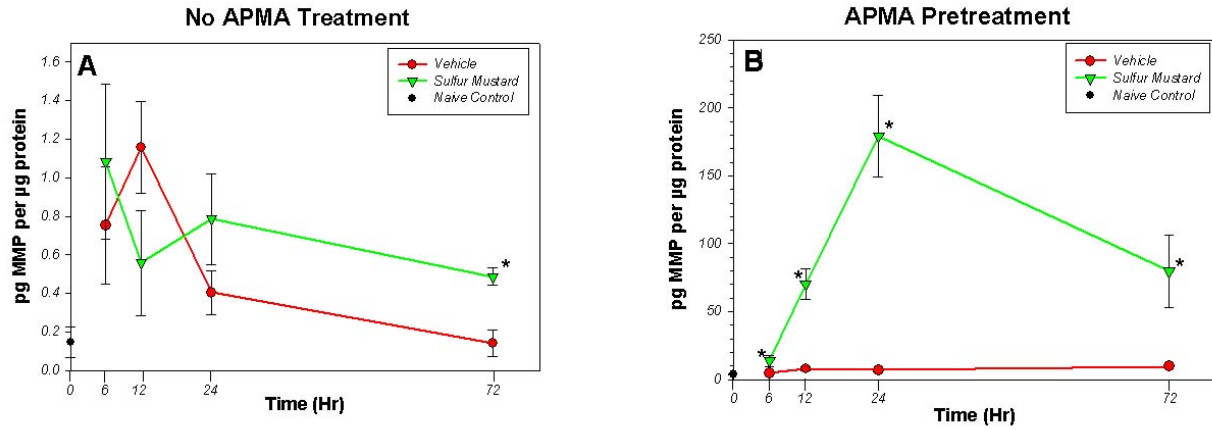 No APMA Treatment
A
Vehicle
Sulfur Mustard
Naive Control
pg MMP per µg protein
1.6
1.4
1.2
1.0
0.8
0.6
0.4
0.2
0.0
*
0 6 12 24 72
Time (Hr)
APMA Pretreatment
B
Vehicle
Sulfur Mustard
Naive Control
pg MMP per µg protein
250
200
150
100
50
0
*
*
*
*
0 6 12 24 72
Time (Hr)